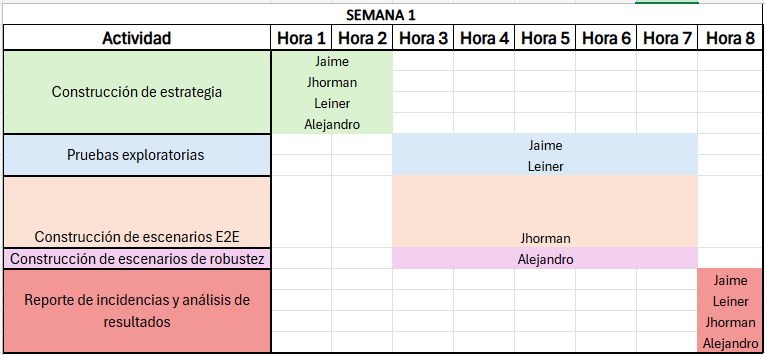 SEMANA 1
Actividad Hora 1 Hora 2 Hora 3 Hora 4 Hora 5 Hora 6 Hora 7 Hora 8
Construcción de estrategia
Jaime
Jhorman
Leiner
Alejandro
Pruebas exploratorias
Jaime
Leiner
Construcción de escenarios E2E
Jhorman
Construcción de escenarios de robustez
Alejandro
Reporte de incidencias y análisis de
resultados
Jaime
Leiner
Jhorman
Alejandro